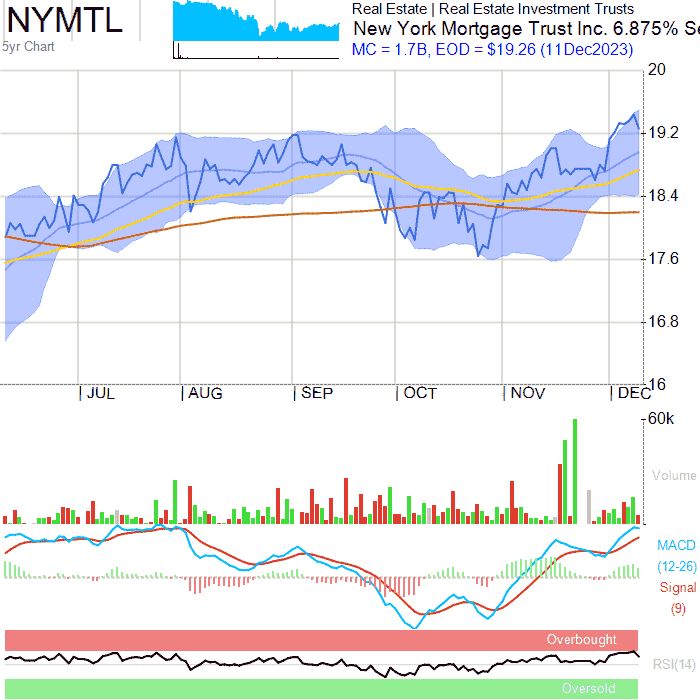 NYMTL
5yr Chart
Real Estate | Real Estate Investment Trusts
New York Mortgage Trust Inc. 6.875% Se
MC = 1.7B, EOD = $19.26 (11Dec2023)
20
19.2
18.4
17.6
16.8
16
JUL AUG SEP OCT NOV DEC
60k
Volume
MACD
(12-26)
Signal
(9)
Overbought
RSI(14)
Oversold